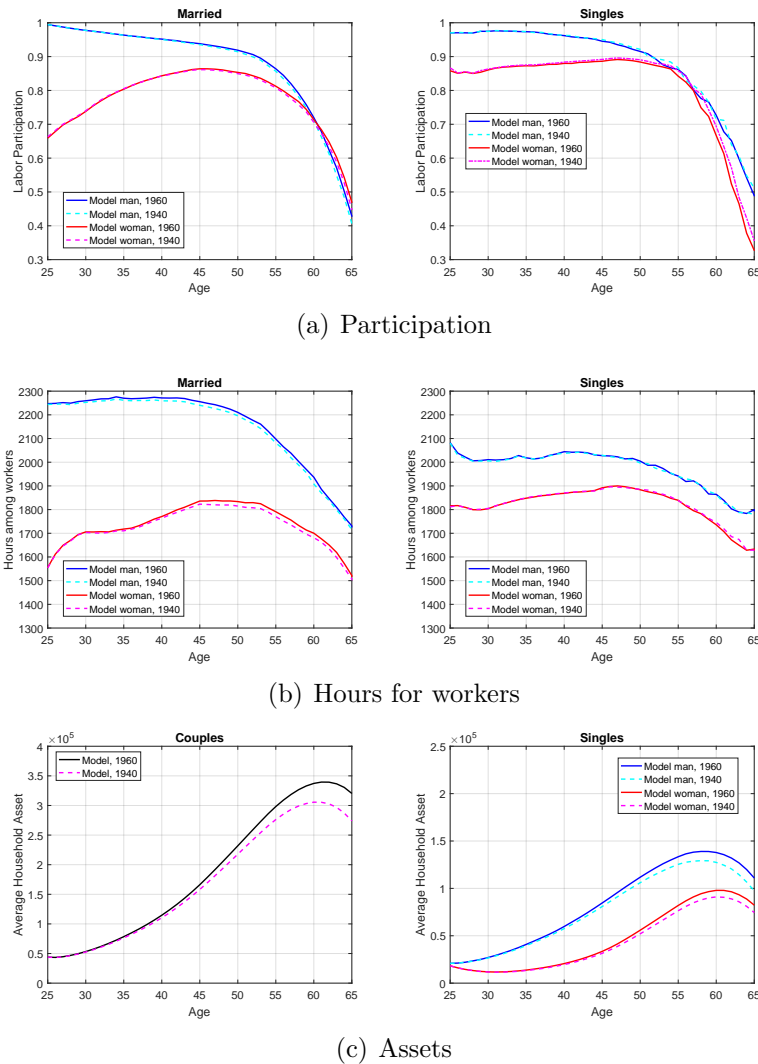 Married
Labor Participation
1
0.9
0.8
0.7
0.6
0.5
0.4
0.3
Model man, 1960
Model man, 1940
Model woman, 1960
Model woman, 1940
25 30 35 40 45 50 55 60 65
Age
Singles
Labor Participation
1
0.9
0.8
0.7
0.6
0.5
0.4
0.3
Model man, 1960
Model man, 1940
Model woman, 1960
Model woman, 1940
25 30 35 40 45 50 55 60 65
Age
(a) Participation
Married
Hours among workers
2300
2200
2100
2000
1900
1800
1700
1600
1500
1400
1300
Model man, 1960
Model man, 1940
Model woman, 1960
Model woman, 1940
25 30 35 40 45 50 55 60 65
Age
Singles
Hours among workers
2300
2200
2100
2000
1900
1800
1700
1600
1500
1400
1300
Model man, 1960
Model man, 1940
Model woman, 1960
Model woman, 1940
25 30 35 40 45 50 55 60 65
Age
(b) Hours for workers
×10⁵
Couples
Average Household Asset
4
3.5
3
2.5
2
1.5
1
0.5
0
Model, 1960
Model, 1940
25 30 35 40 45 50 55 60 65
Age
×10⁵
Singles
Average Household Asset
2.5
2
1.5
1
0.5
0
Model man, 1960
Model man, 1940
Model woman, 1960
Model woman, 1940
25 30 35 40 45 50 55 60 65
Age
(c) Assets